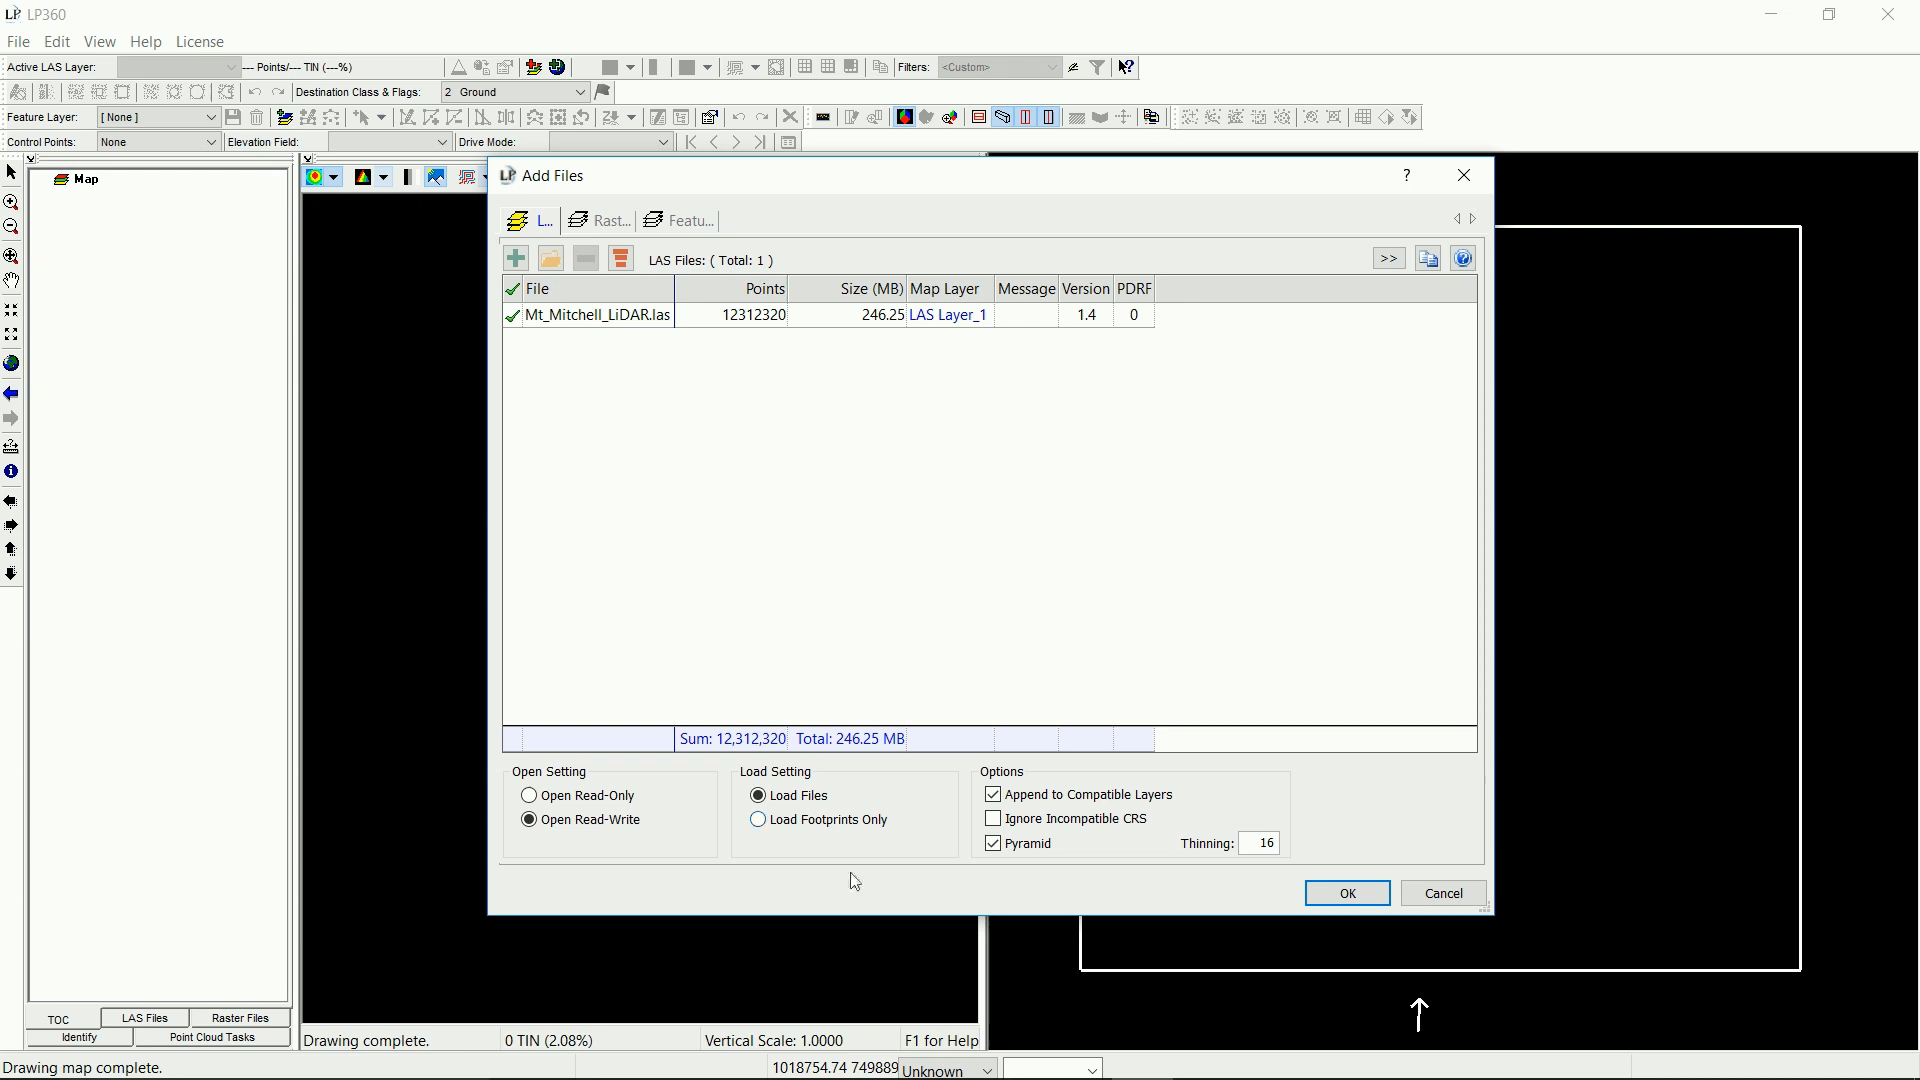 LP LP360
File Edit View Help License
Active LAS Layer: --- Points/--- TIN (---%) Filters: <Custom>
Destination Class & Flags: 2 Ground
Feature Layer: [ None ]
Control Points: None Elevation Field: Drive Mode:
Map
LP Add Files ?
L... Rast... Featu...
LAS Files: ( Total: 1 ) >>
File Points Size (MB) Map Layer Message Version PDRF
Mt_Mitchell_LiDAR.las 12312320 246.25 LAS Layer_1 1.4 0
Sum: 12,312,320 Total: 246.25 MB
Open Setting Load Setting Options
Open Read-Only Load Files Append to Compatible Layers
Open Read-Write Load Footprints Only Ignore Incompatible CRS
Pyramid Thinning: 16
OK Cancel
TOC LAS Files Raster Files
Identify Point Cloud Tasks
Drawing complete. 0 TIN (2.08%) Vertical Scale: 1.0000 F1 for Help
Drawing map complete. 1018754.74 749889 Unknown